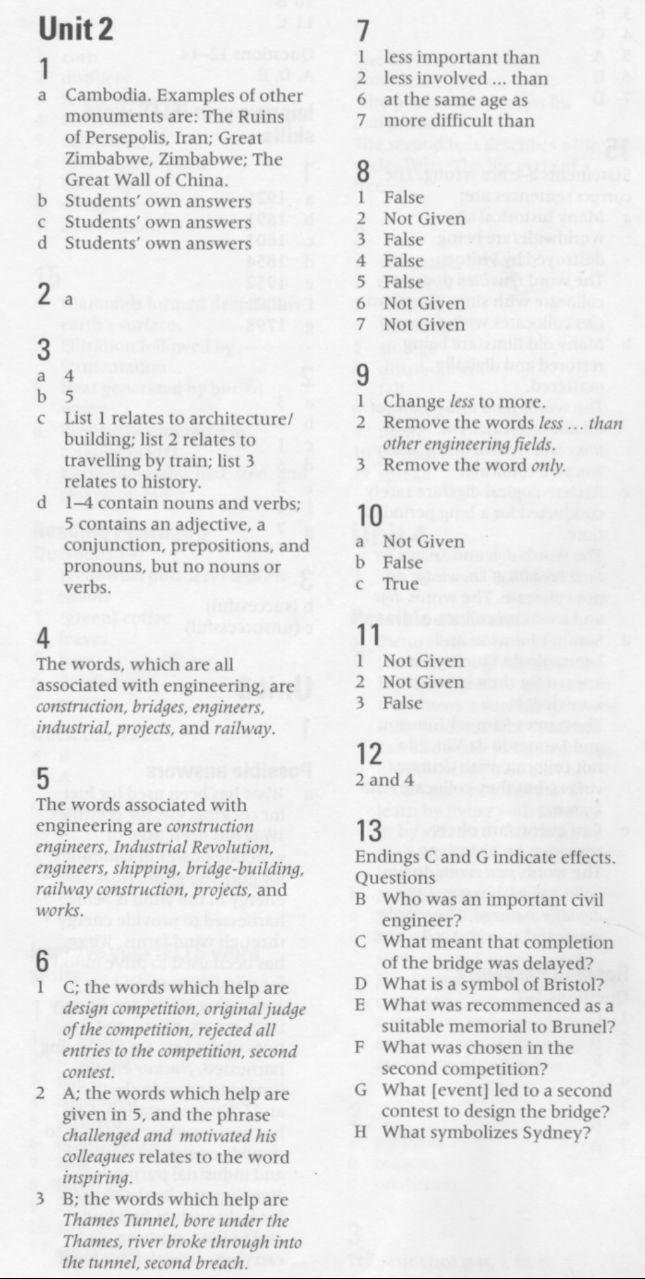 Unit 2
1
a Cambodia. Examples of other
monuments are: The Ruins
of Persepolis, Iran; Great
Zimbabwe, Zimbabwe; The
Great Wall of China.
b Students' own answers
c Students' own answers
d Students' own answers
2 a
3
a 4
b 5
c List 1 relates to architecture/
building; list 2 relates to
travelling by train; list 3
relates to history.
d 1–4 contain nouns and verbs;
5 contains an adjective, a
conjunction, prepositions, and
pronouns, but no nouns or
verbs.
4
The words, which are all
associated with engineering, are
construction, bridges, engineers,
industrial, projects, and railway.
5
The words associated with
engineering are construction
engineers, Industrial Revolution,
engineers, shipping, bridge-building,
railway construction, projects, and
works.
6
1 C; the words which help are
design competition, original judge
of the competition, rejected all
entries to the competition, second
contest.
2 A; the words which help are
given in 5, and the phrase
challenged and motivated his
colleagues relates to the word
inspiring.
3 B; the words which help are
Thames Tunnel, bore under the
Thames, river broke through into
the tunnel, second breach.
7
1 less important than
2 less involved ... than
6 at the same age as
7 more difficult than
8
1 False
2 Not Given
3 False
4 False
5 False
6 Not Given
7 Not Given
9
1 Change less to more.
2 Remove the words less ... than
other engineering fields.
3 Remove the word only.
10
a Not Given
b False
c True
11
1 Not Given
2 Not Given
3 False
12
2 and 4
13
Endings C and G indicate effects.
Questions
B Who was an important civil
engineer?
C What meant that completion
of the bridge was delayed?
D What is a symbol of Bristol?
E What was recommenced as a
suitable memorial to Brunel?
F What was chosen in the
second competition?
G What [event] led to a second
contest to design the bridge?
H What symbolizes Sydney?